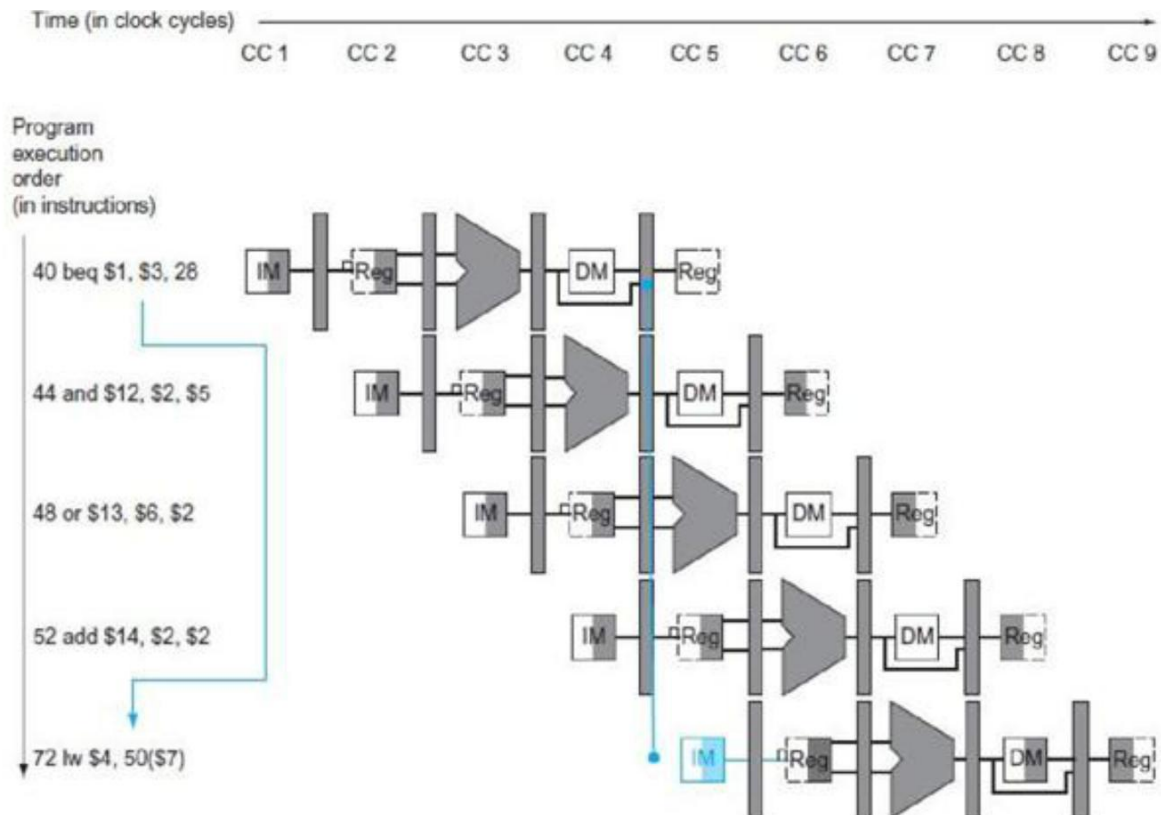 Time (in clock cycles)
CC 1 CC 2 CC 3 CC 4 CC 5 CC 6 CC 7 CC 8 CC 9
Program
execution
order
(in instructions)
40 beq $1, $3, 28
IM Reg DM Reg
44 and $12, $2, $5
IM Reg DM Reg
48 or $13, $6, $2
IM Reg DM Reg
52 add $14, $2, $2
IM Reg DM Reg
72 lw $4, 50($7)
IM Reg DM Reg